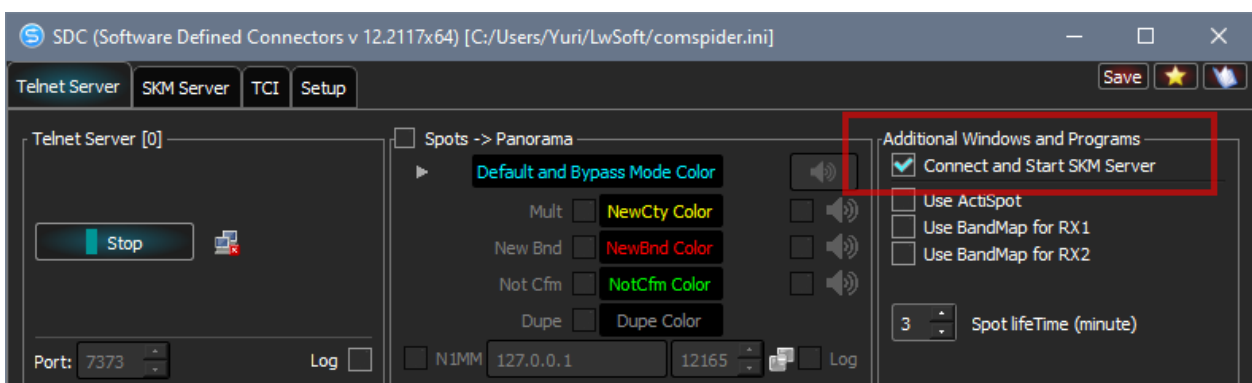 SDC (Software Defined Connectors v 12.2117x64) [C:/Users/Yuri/LwSoft/comspider.ini]
Telnet Server SKM Server TCI Setup Save
Telnet Server [0]
Stop
Port: 7373 Log
Spots -> Panorama
Default and Bypass Mode Color
Mult NewCty Color
New Bnd NewBnd Color
Not Cfm NotCfm Color
Dupe Dupe Color
N1MM 127.0.0.1 12165 Log
Additional Windows and Programs
Connect and Start SKM Server
Use ActiSpot
Use BandMap for RX1
Use BandMap for RX2
3 Spot lifeTime (minute)